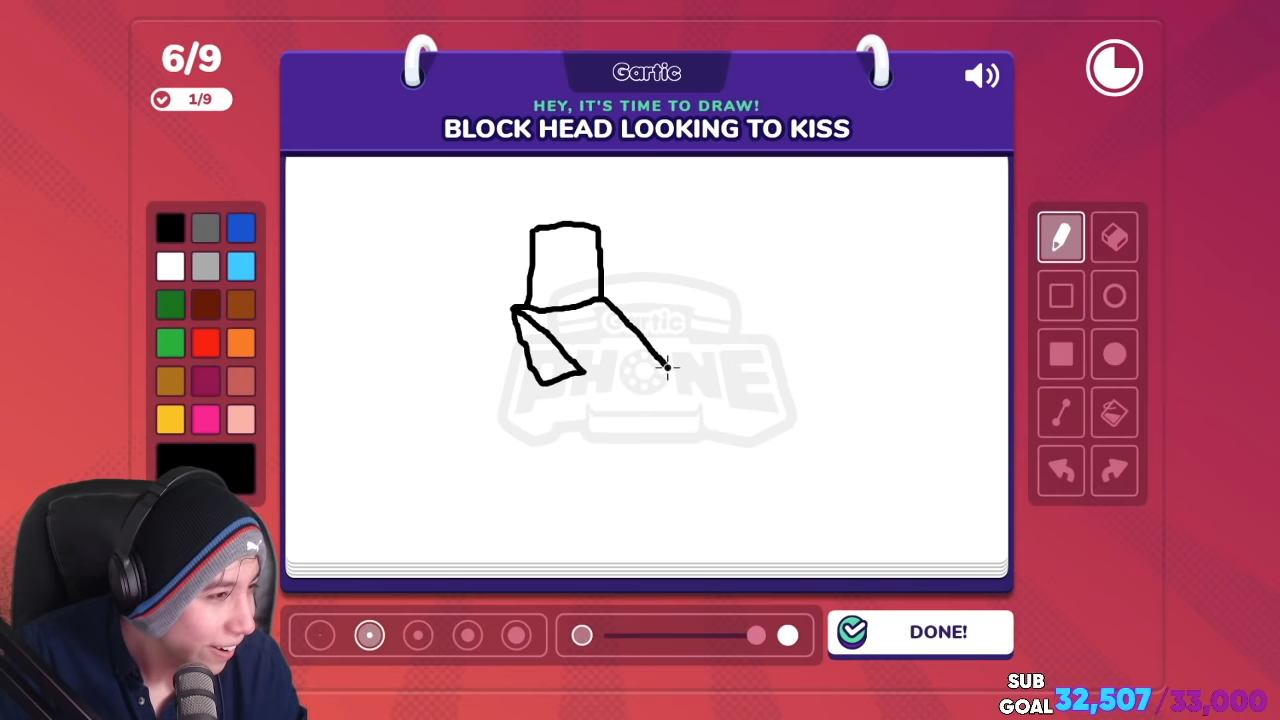 6/9
1/9
Gartic
HEY, IT'S TIME TO DRAW!
BLOCK HEAD LOOKING TO KISS
Gartic
PHONE
DONE!
SUB
GOAL 32,507/33,000